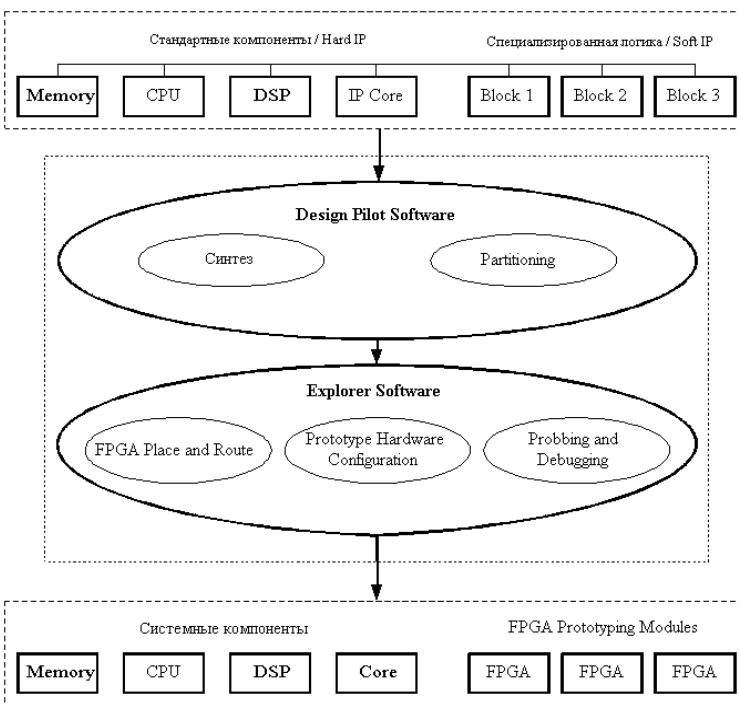 Стандартные компоненты / Hard IP
Специализированная логика / Soft IP
Memory
CPU
DSP
IP Core
Block 1
Block 2
Block 3
Design Pilot Software
Синтез
Partitioning
Explorer Software
FPGA Place and Route
Prototype Hardware
Configuration
Probbing and
Debugging
Системные компоненты
FPGA Prototyping Modules
Memory
CPU
DSP
Core
FPGA
FPGA
FPGA